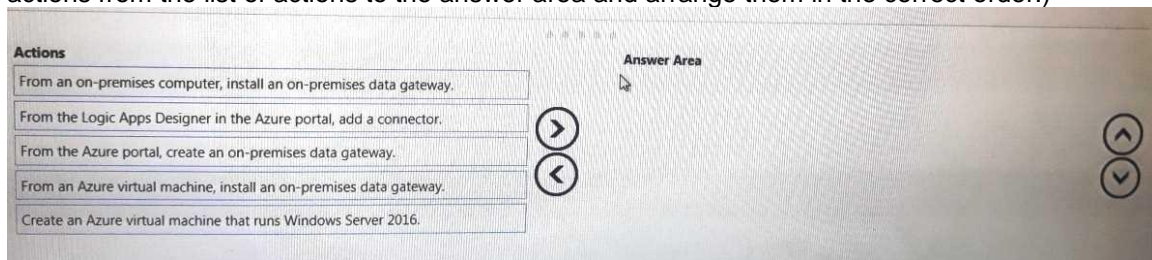 actions from the list of actions to the answer area and arrange them in the correct order.)
Actions
Answer Area
From an on-premises computer, install an on-premises data gateway.
From the Logic Apps Designer in the Azure portal, add a connector.
From the Azure portal, create an on-premises data gateway.
From an Azure virtual machine, install an on-premises data gateway.
Create an Azure virtual machine that runs Windows Server 2016.